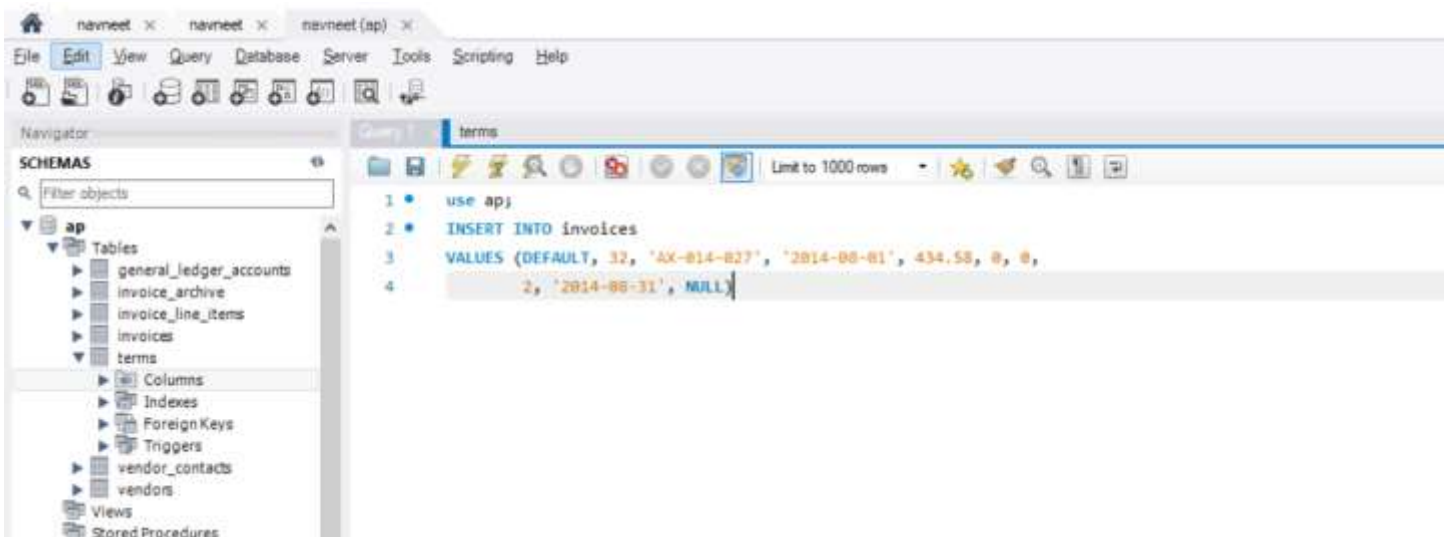 navneet × navneet × navneet (ap) ×
File Edit View Query Database Server Tools Scripting Help
Navigator
SCHEMAS
Filter objects
ap
Tables
general_ledger_accounts
invoice_archive
invoice_line_items
invoices
terms
Columns
Indexes
Foreign Keys
Triggers
vendor_contacts
vendors
Views
Stored Procedures
Query 1 terms
Limit to 1000 rows
1 use ap;
2 INSERT INTO invoices
3 VALUES (DEFAULT, 32, 'AX-014-027', '2014-08-01', 434.58, 0, 0,
4 2, '2014-08-31', NULL)